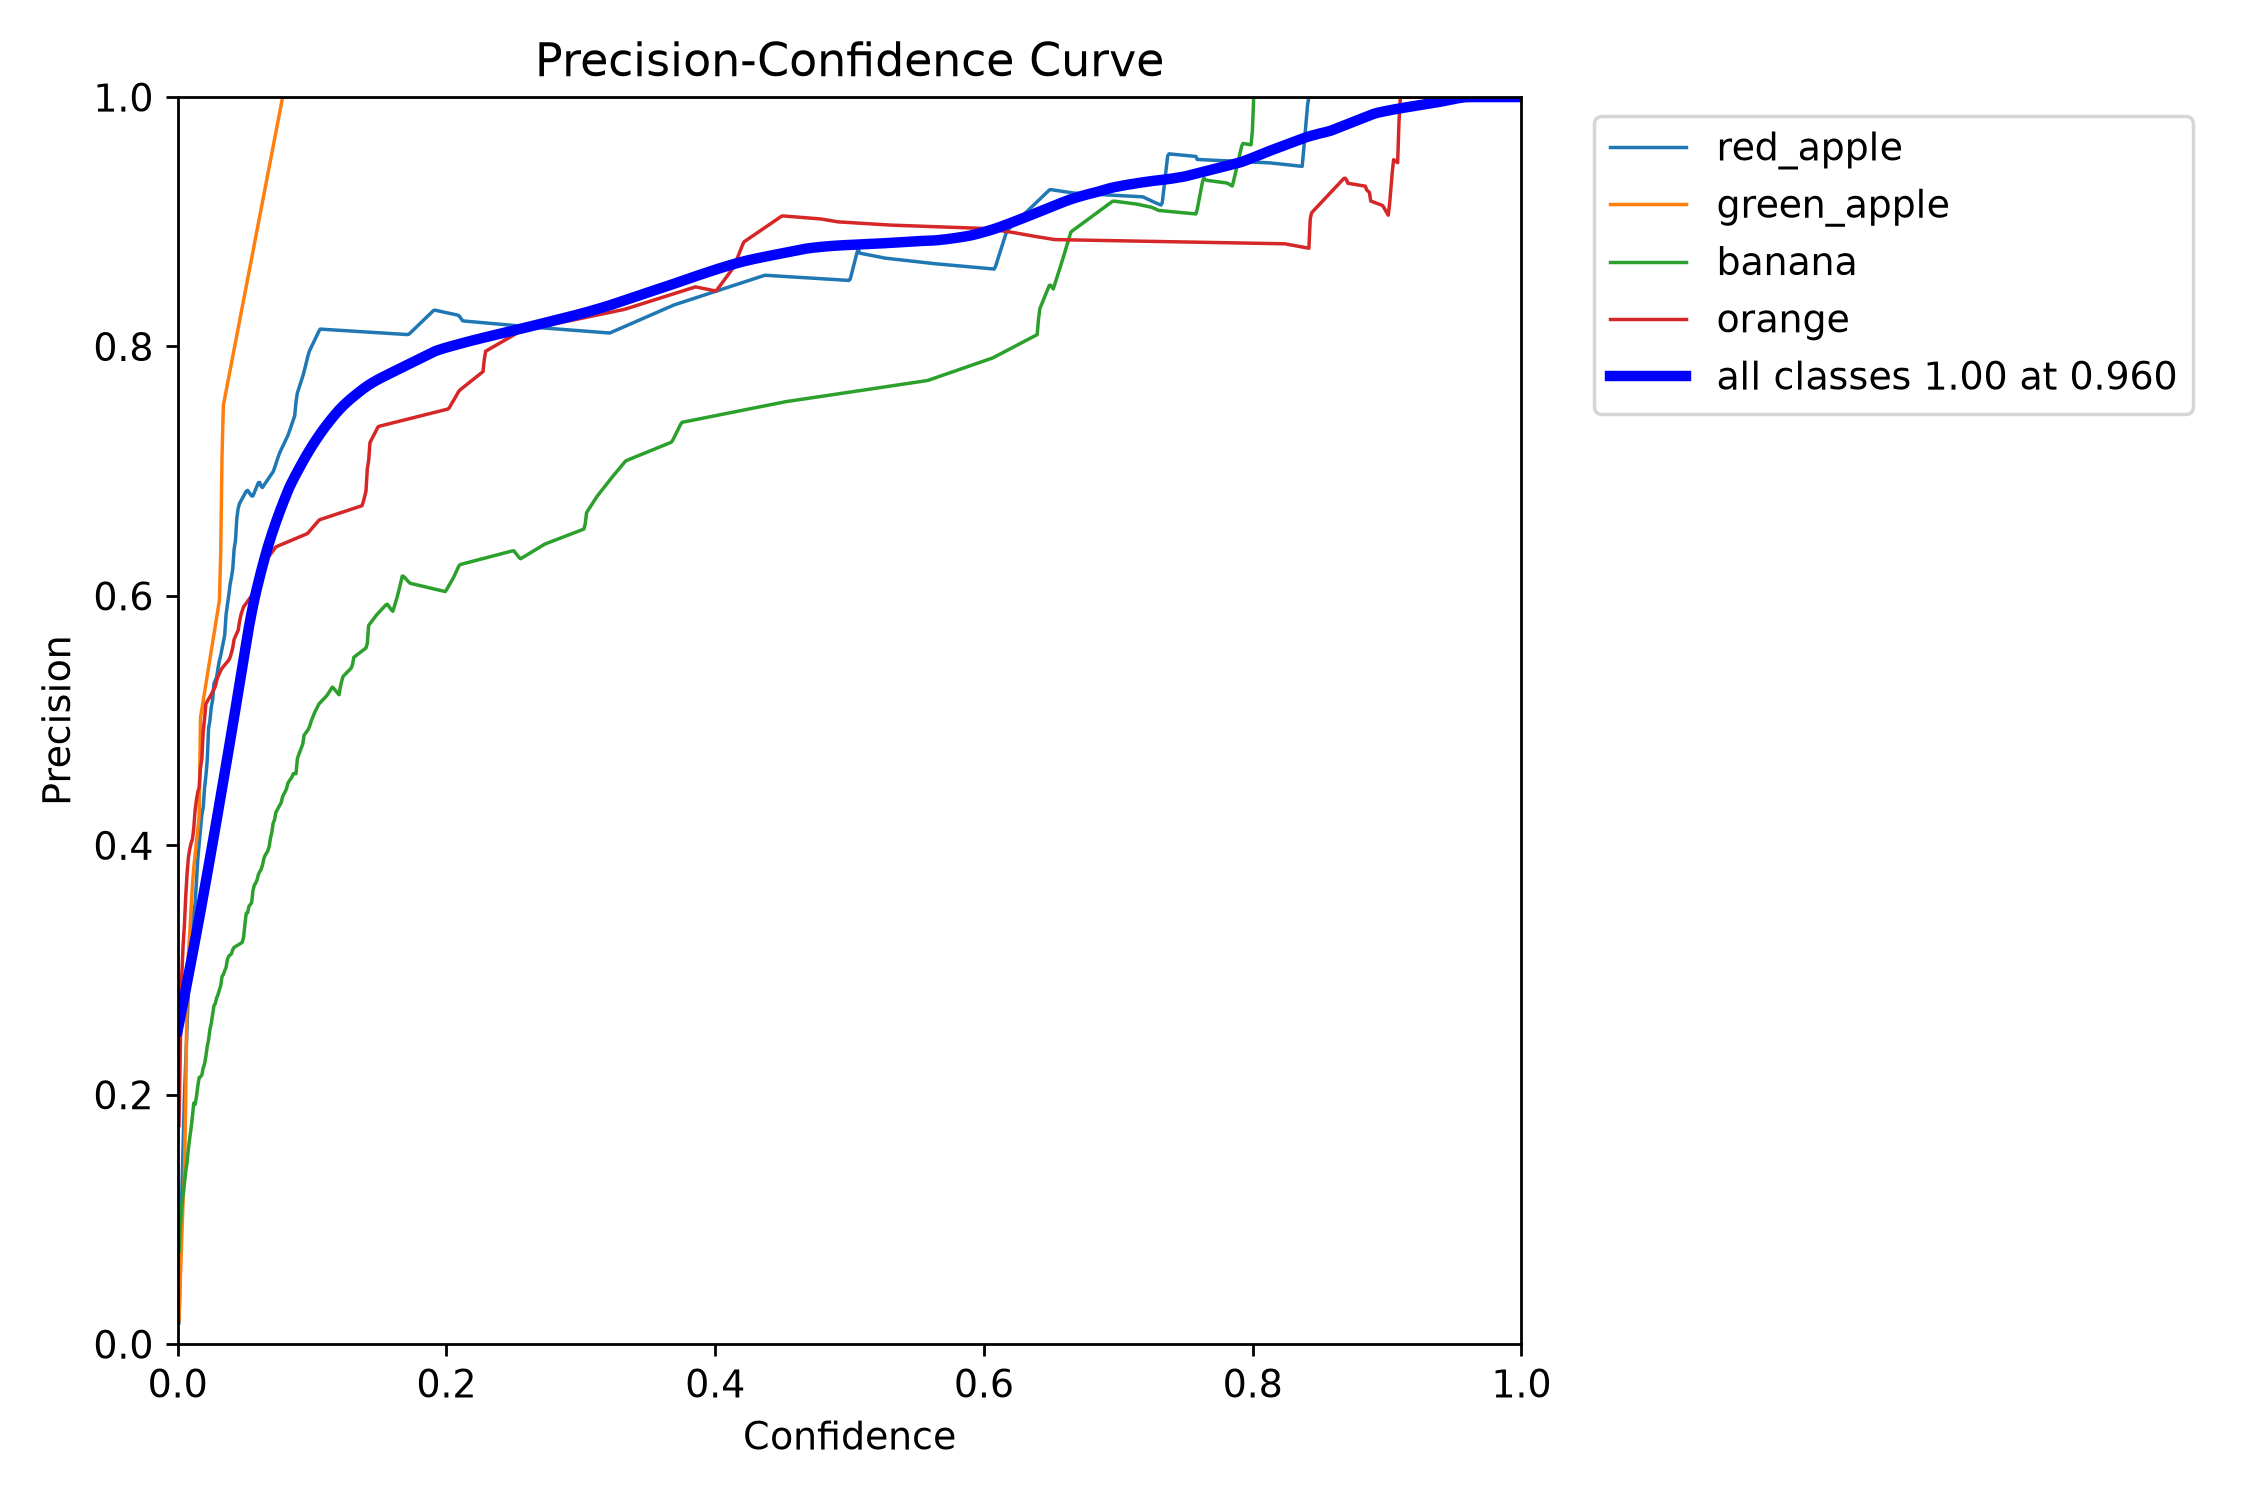 Precision-Confidence Curve
1.0
0.8
0.6
0.4
0.2
0.0
Precision
0.0 0.2 0.4 0.6 0.8 1.0
Confidence
red_apple
green_apple
banana
orange
all classes 1.00 at 0.960